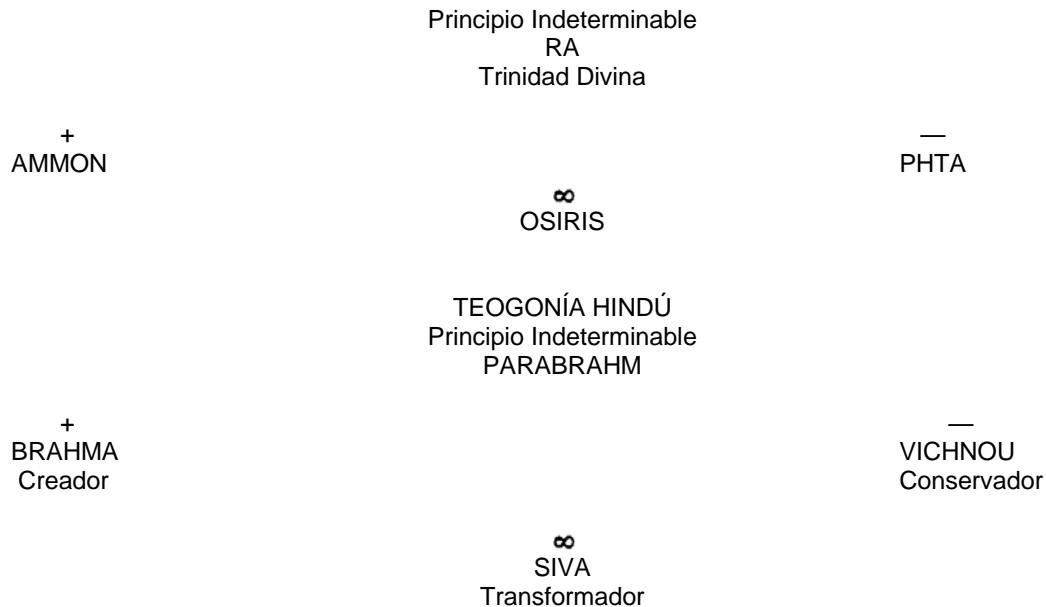 Principio Indeterminable
RA
Trinidad Divina
+ —
AMMON PHTA
∞
OSIRIS
TEOGONÍA HINDÚ
Principio Indeterminable
PARABRAHM
+ —
BRAHMA VICHNOU
Creador Conservador
∞
SIVA
Transformador